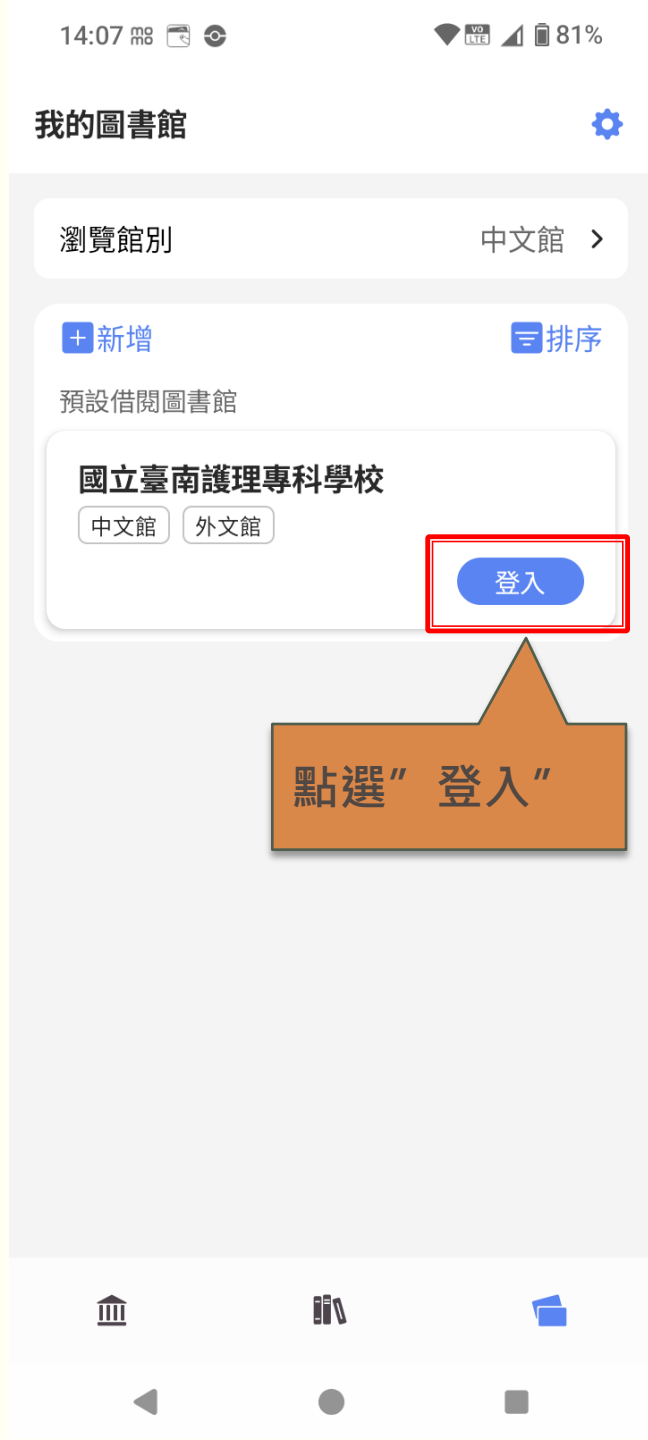 14:07
VO LTE
81%
我的圖書館
瀏覽館別 中文館
新增 排序
預設借閱圖書館
國立臺南護理專科學校
中文館 外文館
登入
點選”登入”